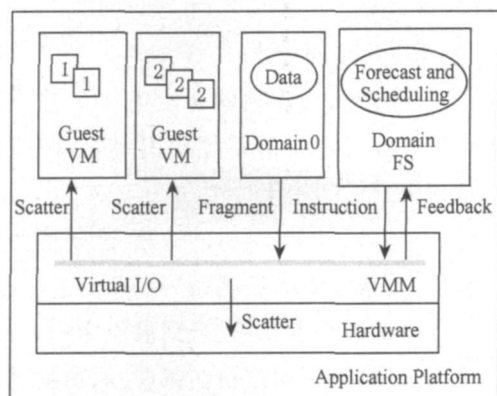 1
1
Guest
VM
2
2
2
Guest
VM
Data
Domain 0
Forecast and
Scheduling
Domain
FS
Scatter
Scatter
Fragment
Instruction
Feedback
Virtual I/O
VMM
Scatter
Hardware
Application Platform